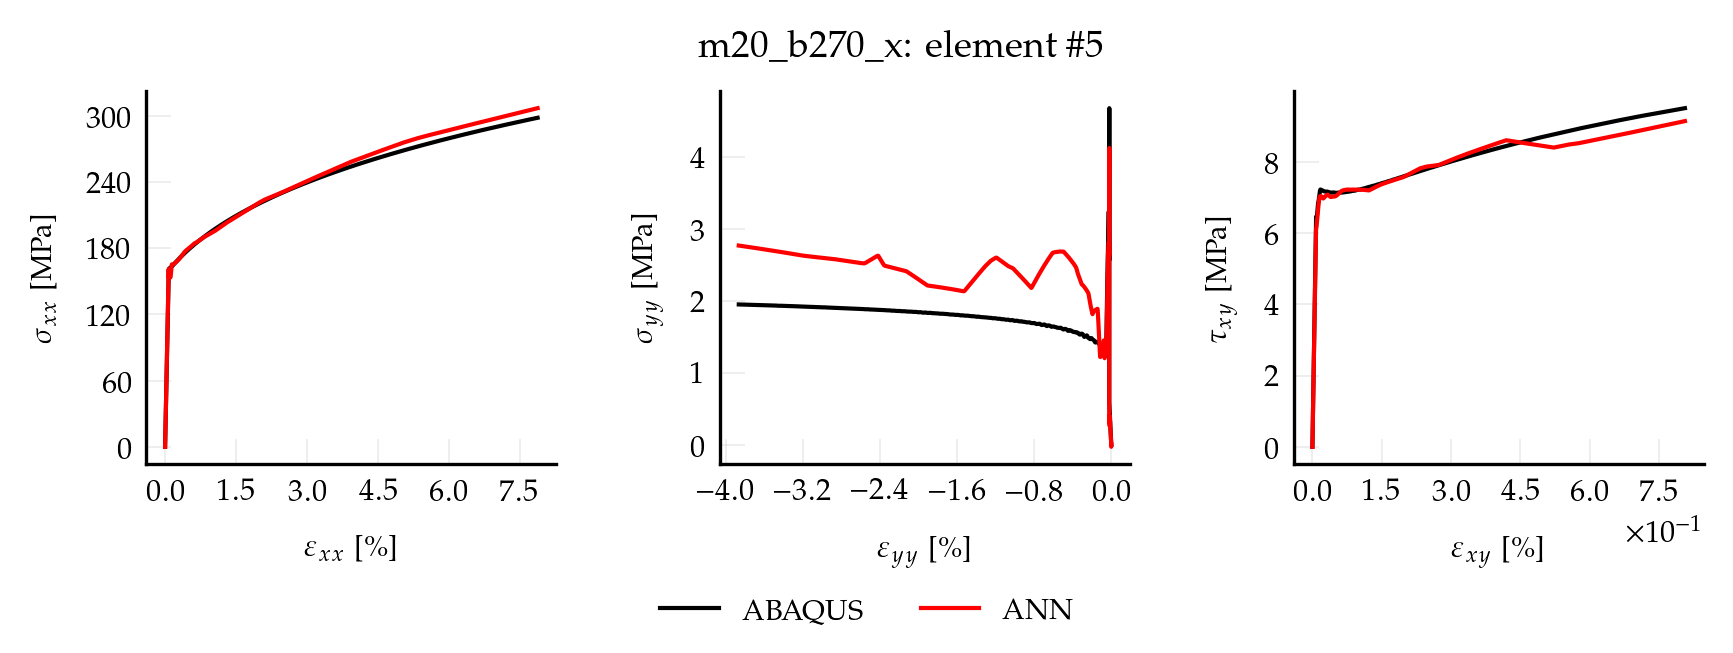 m20_b270_x: element #5
300
240
180
120
60
0
σxx [MPa]
0.0 1.5 3.0 4.5 6.0 7.5
εxx [%]
4
3
2
1
0
σyy [MPa]
−4.0 −3.2 −2.4 −1.6 −0.8 0.0
εyy [%]
8
6
4
2
0
τxy [MPa]
0.0 1.5 3.0 4.5 6.0 7.5
×10⁻¹
εxy [%]
ABAQUS ANN